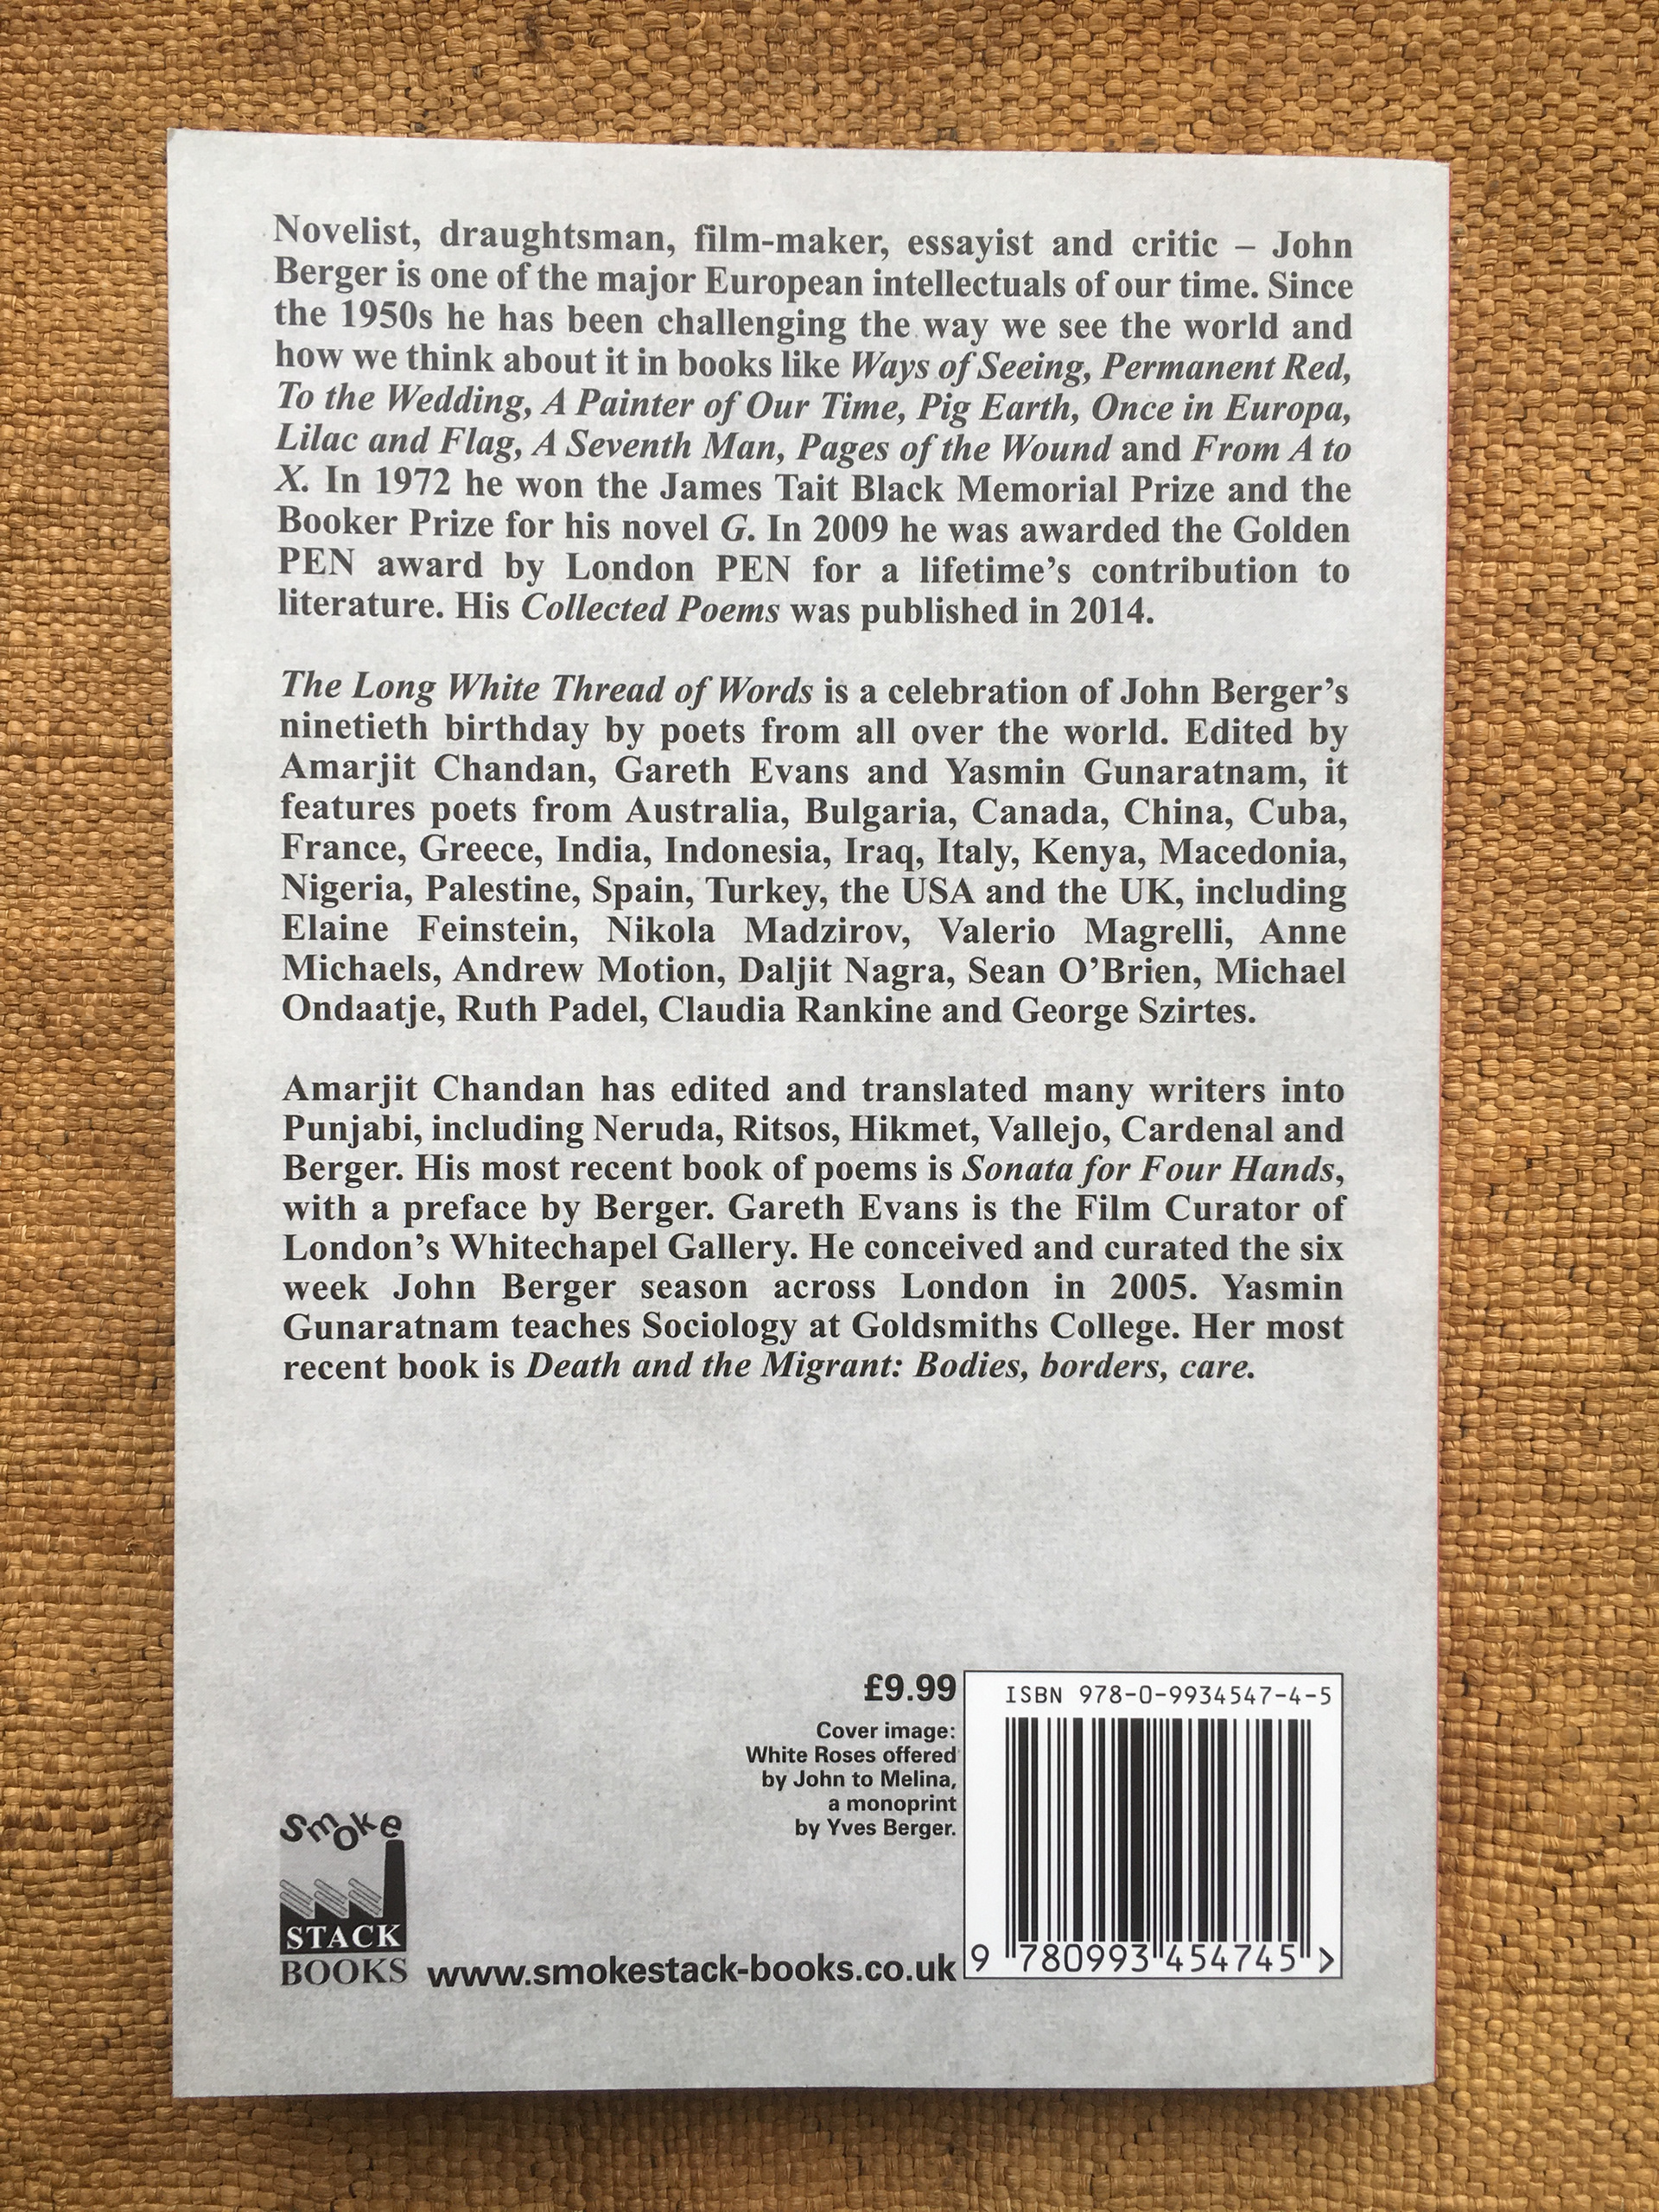 Novelist, draughtsman, film-maker, essayist and critic – John
Berger is one of the major European intellectuals of our time. Since
the 1950s he has been challenging the way we see the world and
how we think about it in books like Ways of Seeing, Permanent Red,
To the Wedding, A Painter of Our Time, Pig Earth, Once in Europa,
Lilac and Flag, A Seventh Man, Pages of the Wound and From A to
X. In 1972 he won the James Tait Black Memorial Prize and the
Booker Prize for his novel G. In 2009 he was awarded the Golden
PEN award by London PEN for a lifetime’s contribution to
literature. His Collected Poems was published in 2014.
The Long White Thread of Words is a celebration of John Berger’s
ninetieth birthday by poets from all over the world. Edited by
Amarjit Chandan, Gareth Evans and Yasmin Gunaratnam, it
features poets from Australia, Bulgaria, Canada, China, Cuba,
France, Greece, India, Indonesia, Iraq, Italy, Kenya, Macedonia,
Nigeria, Palestine, Spain, Turkey, the USA and the UK, including
Elaine Feinstein, Nikola Madzirov, Valerio Magrelli, Anne
Michaels, Andrew Motion, Daljit Nagra, Sean O’Brien, Michael
Ondaatje, Ruth Padel, Claudia Rankine and George Szirtes.
Amarjit Chandan has edited and translated many writers into
Punjabi, including Neruda, Ritsos, Hikmet, Vallejo, Cardenal and
Berger. His most recent book of poems is Sonata for Four Hands,
with a preface by Berger. Gareth Evans is the Film Curator of
London’s Whitechapel Gallery. He conceived and curated the six
week John Berger season across London in 2005. Yasmin
Gunaratnam teaches Sociology at Goldsmiths College. Her most
recent book is Death and the Migrant: Bodies, borders, care.
£9.99
Cover image:
White Roses offered
by John to Melina,
a monoprint
by Yves Berger.
ISBN 978-0-9934547-4-5
9 780993 454745 >
smoke
STACK
BOOKS
www.smokestack-books.co.uk